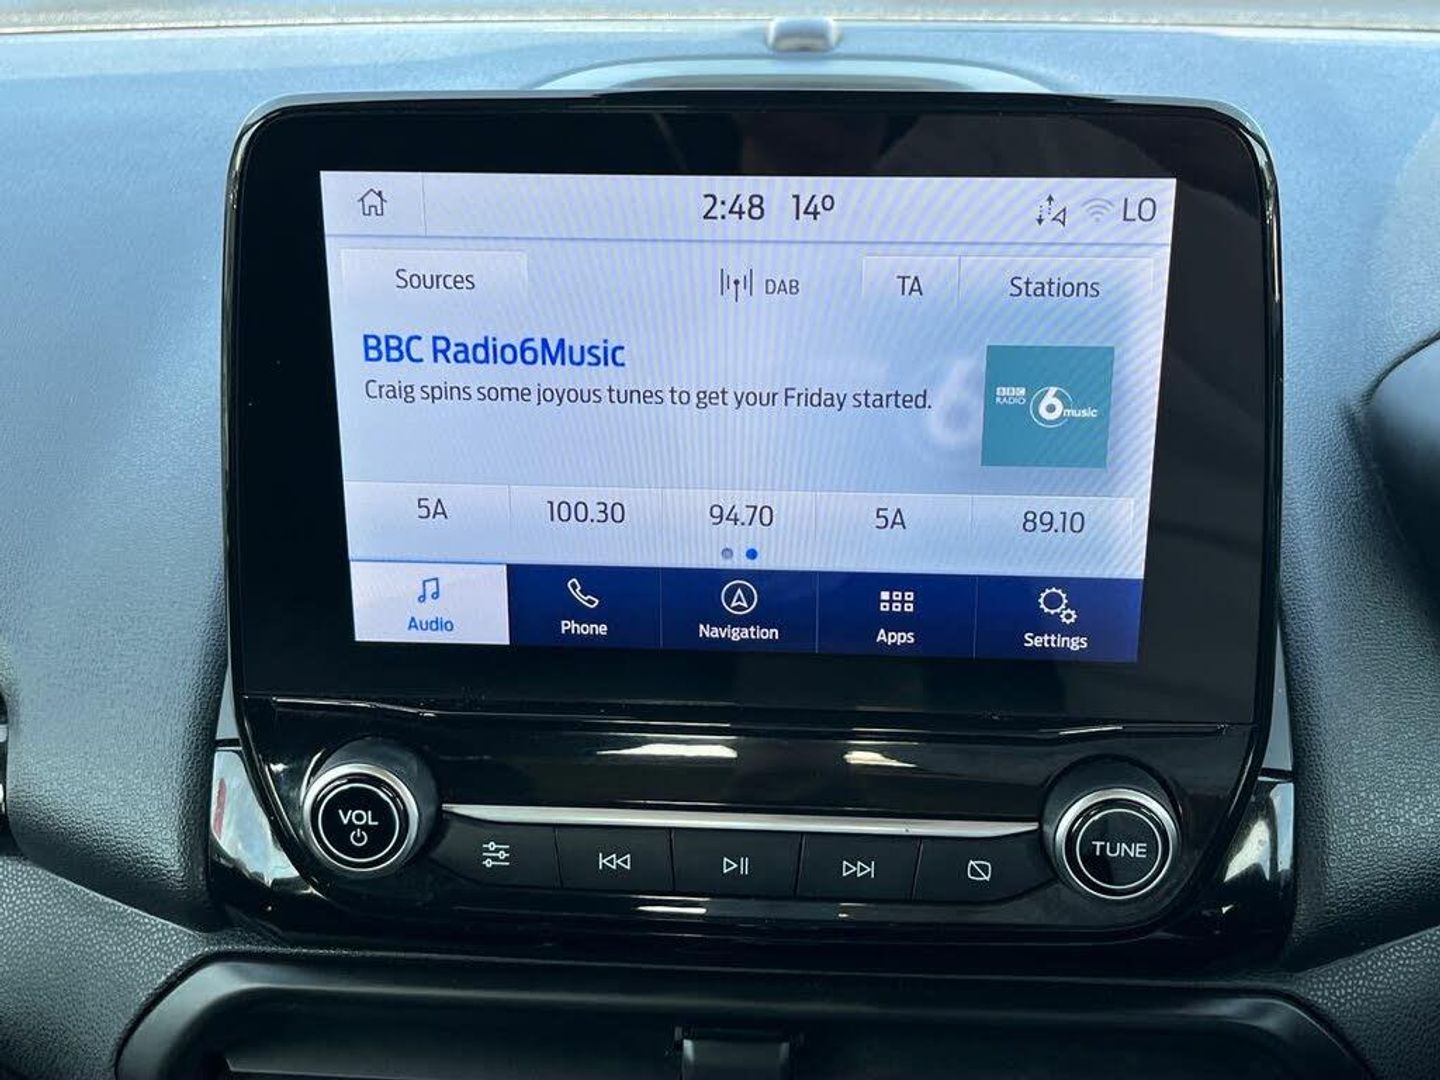 2:48 14º LO
Sources DAB TA Stations
BBC Radio6Music
Craig spins some joyous tunes to get your Friday started.
BBC
RADIO 6 music
5A 100.30 94.70 5A 89.10
Audio Phone Navigation Apps Settings
VOL
TUNE